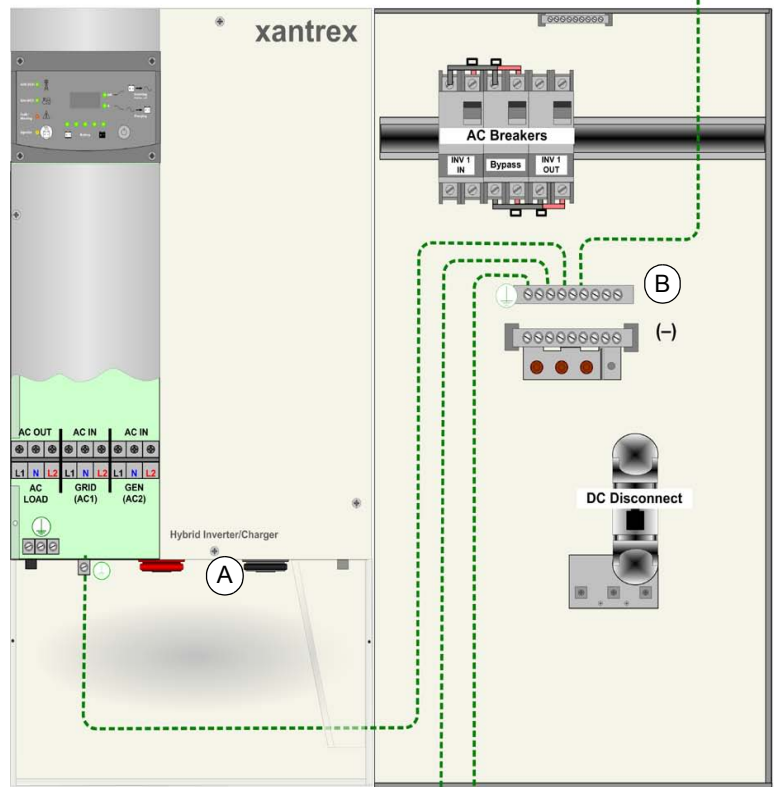 xantrex
AC Breakers
INV 1
IN
Bypass
INV 1
OUT
B
(–)
AC OUT AC IN AC IN
L1 N L2 L1 N L2 L1 N L2
AC
LOAD
GRID
(AC1)
GEN
(AC2)
DC Disconnect
Hybrid Inverter/Charger
A